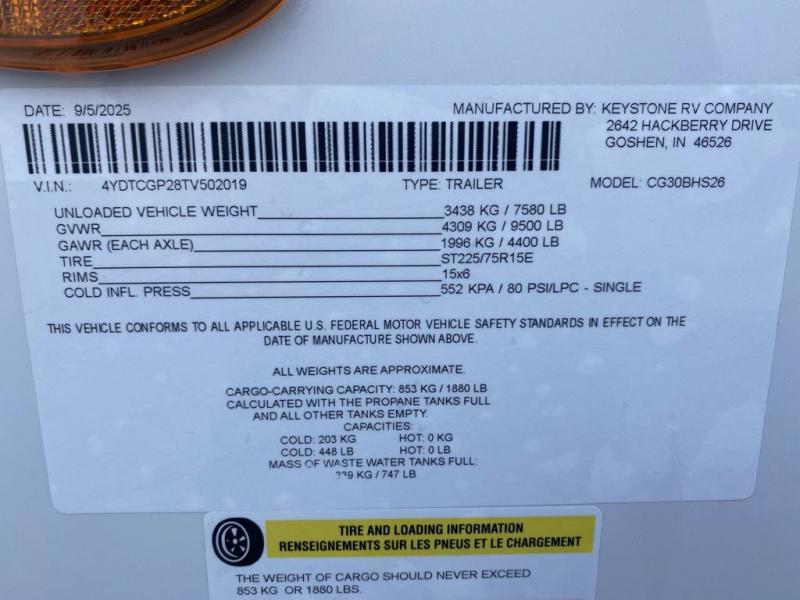 DATE: 9/5/2025 MANUFACTURED BY: KEYSTONE RV COMPANY
2642 HACKBERRY DRIVE
GOSHEN, IN 46526
V.I.N.: 4YDTCGP28TV502019 TYPE: TRAILER MODEL: CG30BHS26
UNLOADED VEHICLE WEIGHT 3438 KG / 7580 LB
GVWR 4309 KG / 9500 LB
GAWR (EACH AXLE) 1996 KG / 4400 LB
TIRE ST225/75R15E
RIMS 15x6
COLD INFL. PRESS 552 KPA / 80 PSI/LPC - SINGLE
THIS VEHICLE CONFORMS TO ALL APPLICABLE U.S. FEDERAL MOTOR VEHICLE SAFETY STANDARDS IN EFFECT ON THE
DATE OF MANUFACTURE SHOWN ABOVE.
ALL WEIGHTS ARE APPROXIMATE.
CARGO-CARRYING CAPACITY: 853 KG / 1880 LB
CALCULATED WITH THE PROPANE TANKS FULL
AND ALL OTHER TANKS EMPTY.
CAPACITIES:
COLD: 203 KG HOT: 0 KG
COLD: 448 LB HOT: 0 LB
MASS OF WASTE WATER TANKS FULL:
339 KG / 747 LB
TIRE AND LOADING INFORMATION
RENSEIGNEMENTS SUR LES PNEUS ET LE CHARGEMENT
THE WEIGHT OF CARGO SHOULD NEVER EXCEED
853 KG OR 1880 LBS.